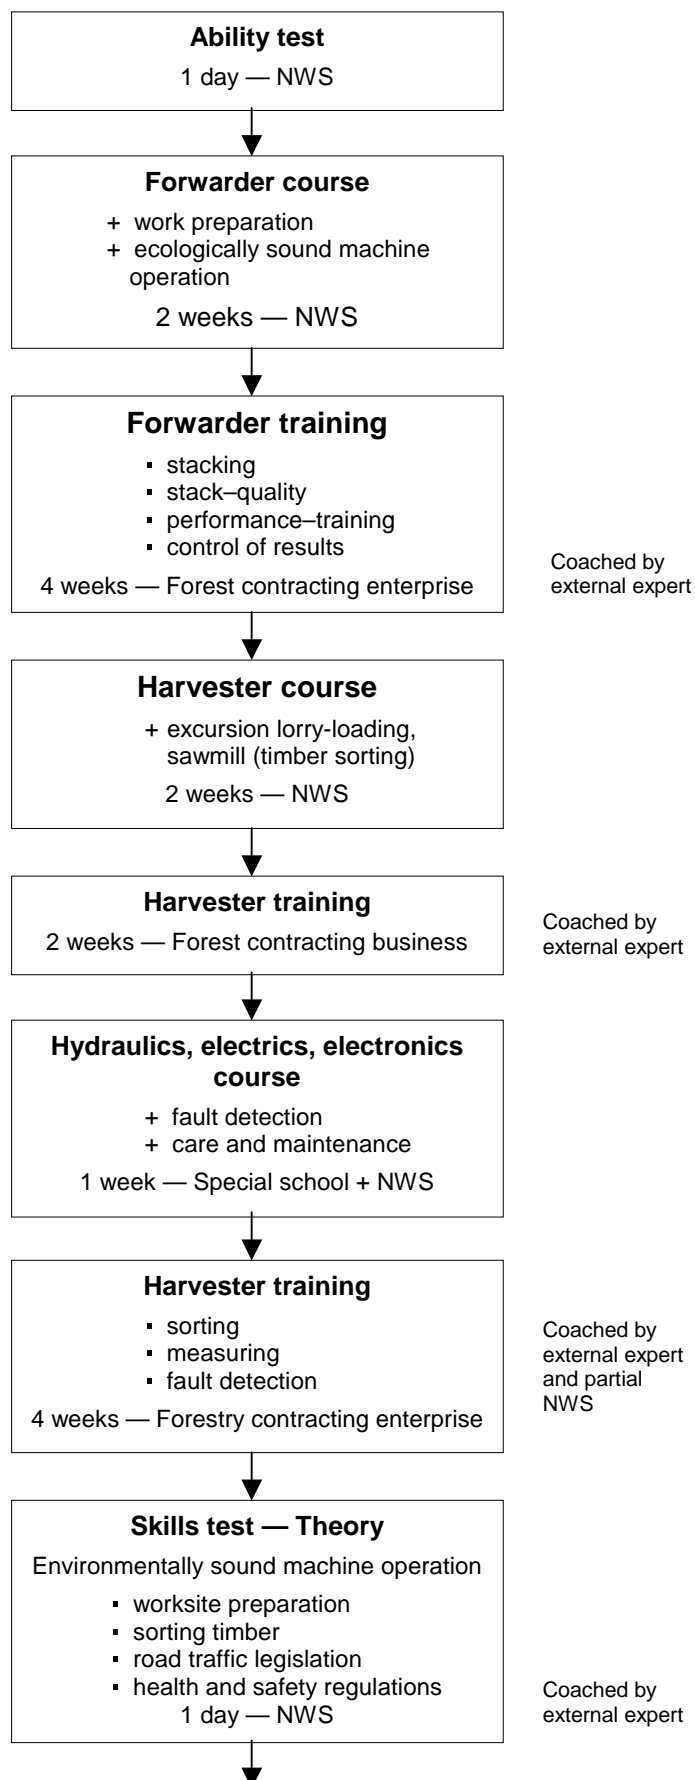 Ability test
1 day — NWS
Forwarder course
+ work preparation
+ ecologically sound machine
operation
2 weeks — NWS
Forwarder training
▪ stacking
▪ stack–quality
▪ performance–training
▪ control of results
4 weeks — Forest contracting enterprise
Coached by
external expert
Harvester course
+ excursion lorry-loading,
sawmill (timber sorting)
2 weeks — NWS
Harvester training
2 weeks — Forest contracting business
Coached by
external expert
Hydraulics, electrics, electronics
course
+ fault detection
+ care and maintenance
1 week — Special school + NWS
Harvester training
▪ sorting
▪ measuring
▪ fault detection
4 weeks — Forestry contracting enterprise
Coached by
external expert
and partial
NWS
Skills test — Theory
Environmentally sound machine operation
▪ worksite preparation
▪ sorting timber
▪ road traffic legislation
▪ health and safety regulations
1 day — NWS
Coached by
external expert